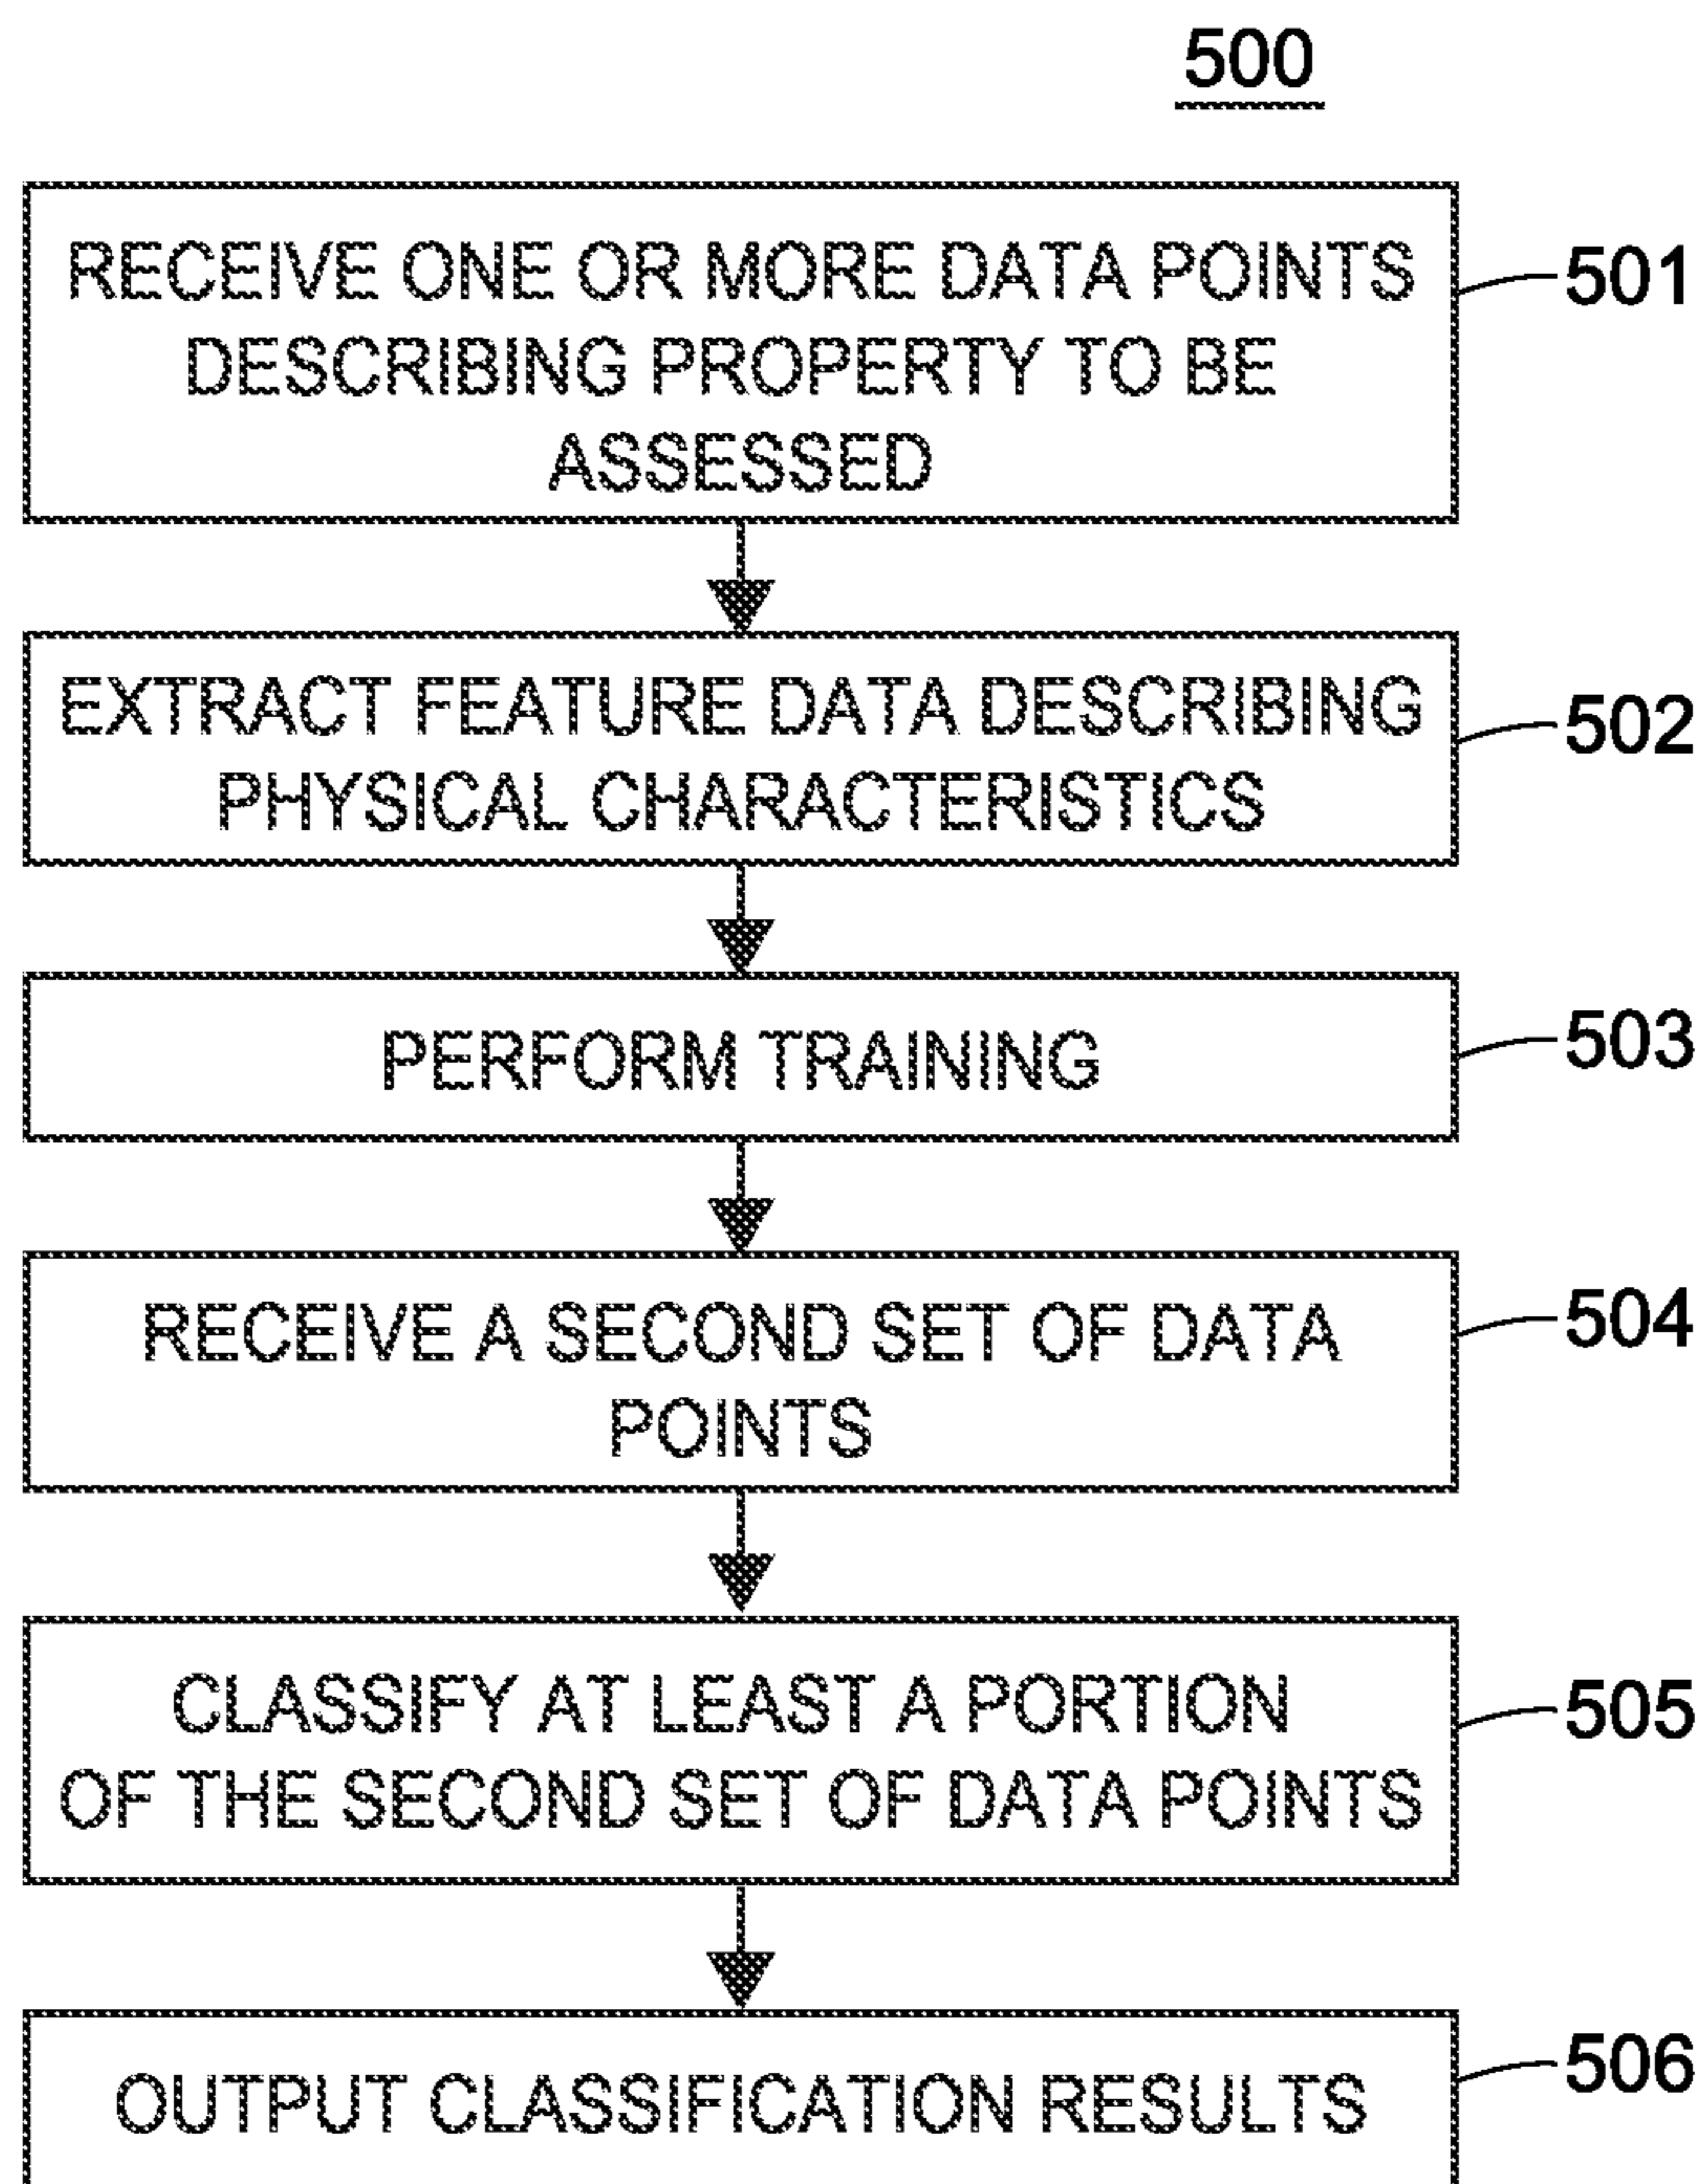 500
RECEIVE ONE OR MORE DATA POINTS
DESCRIBING PROPERTY TO BE
ASSESSED
501
EXTRACT FEATURE DATA DESCRIBING
PHYSICAL CHARACTERISTICS
502
PERFORM TRAINING
503
RECEIVE A SECOND SET OF DATA
POINTS
504
CLASSIFY AT LEAST A PORTION
OF THE SECOND SET OF DATA POINTS
505
OUTPUT CLASSIFICATION RESULTS
506